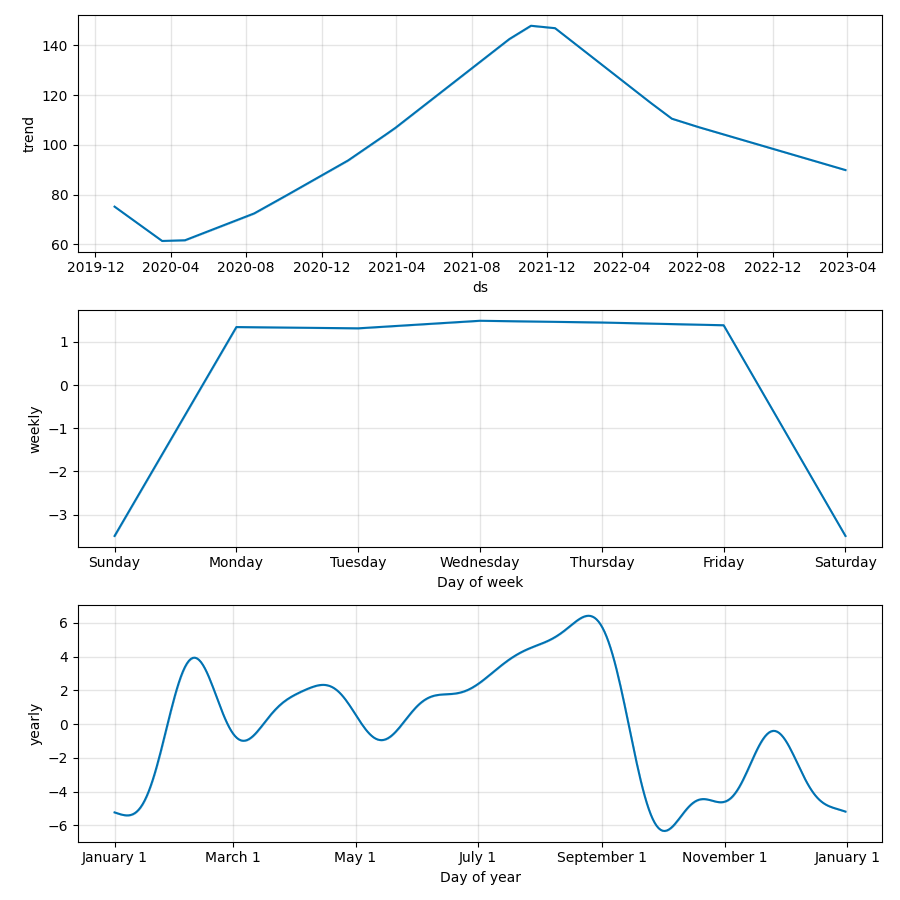 140
120
100
80
60
trend
2019-12 2020-04 2020-08 2020-12 2021-04 2021-08 2021-12 2022-04 2022-08 2022-12 2023-04
ds
1
0
−1
−2
−3
weekly
Sunday Monday Tuesday Wednesday Thursday Friday Saturday
Day of week
6
4
2
0
−2
−4
−6
yearly
January 1 March 1 May 1 July 1 September 1 November 1 January 1
Day of year